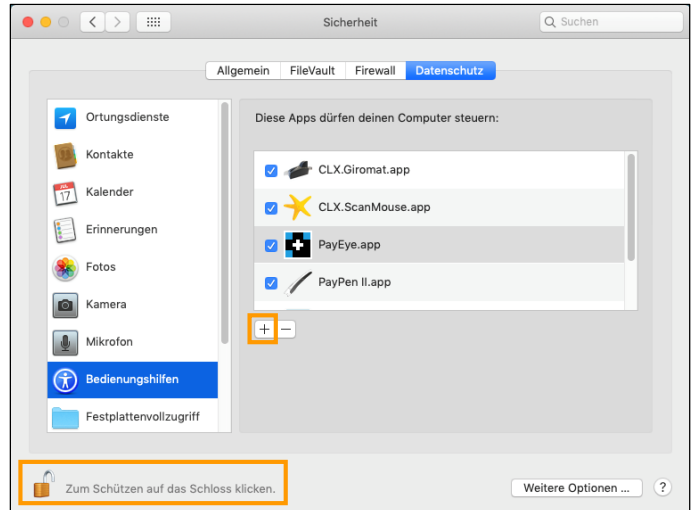 Sicherheit
Suchen
Allgemein FileVault Firewall Datenschutz
Ortungsdienste
Kontakte
JUL
17
Kalender
Erinnerungen
Fotos
Kamera
Mikrofon
Bedienungshilfen
Festplattenvollzugriff
Diese Apps dürfen deinen Computer steuern:
CLX.Giromat.app
CLX.ScanMouse.app
PayEye.app
PayPen II.app
+ −
Zum Schützen auf das Schloss klicken.
Weitere Optionen ... ?